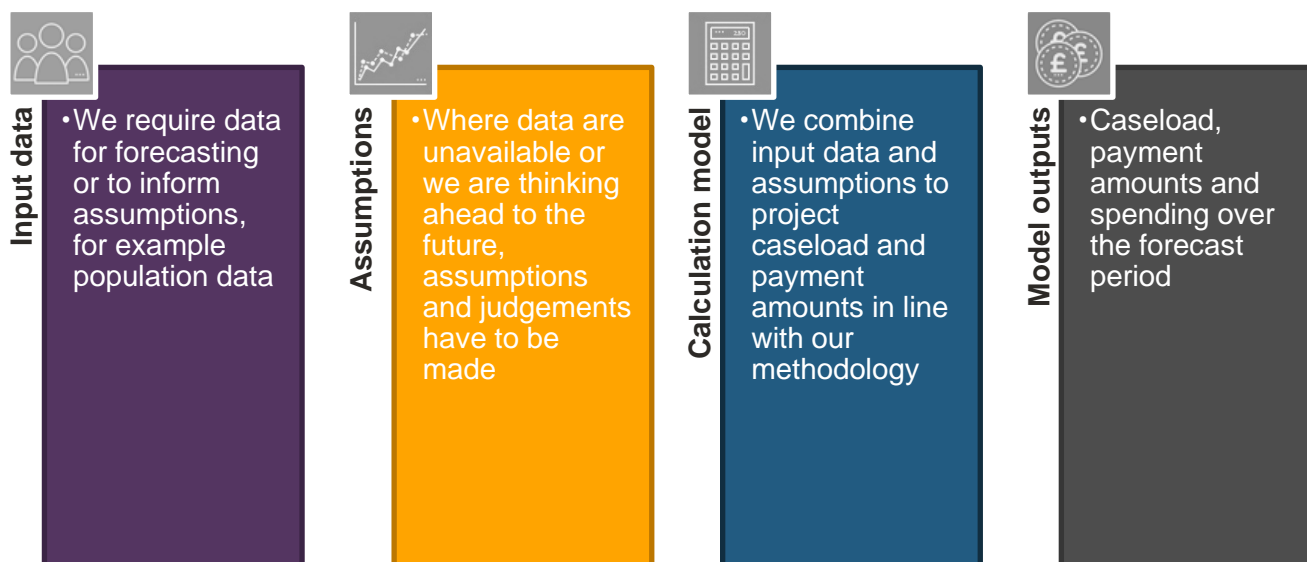 Input data
•We require data
for forecasting
or to inform
assumptions,
for example
population data
Assumptions
•Where data are
unavailable or
we are thinking
ahead to the
future,
assumptions
and judgements
have to be
made
Calculation model
•We combine
input data and
assumptions to
project
caseload and
payment
amounts in line
with our
methodology
Model outputs
•Caseload,
payment
amounts and
spending over
the forecast
period